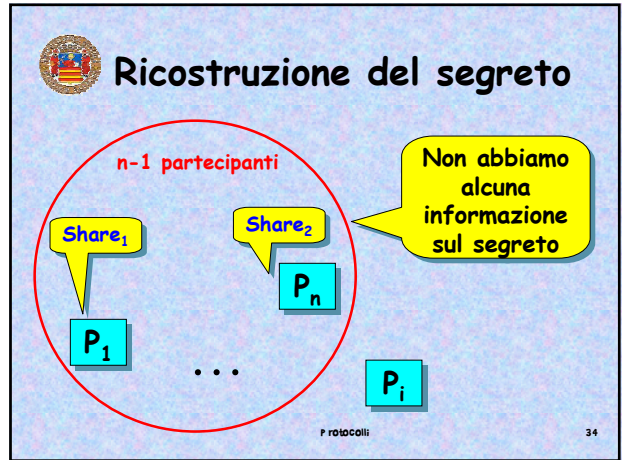 Ricostruzione del segreto
n-1 partecipanti
Non abbiamo
alcuna
informazione
sul segreto
Share₁
Share₂
Pₙ
P₁
. . .
Pᵢ
Protocolli
34